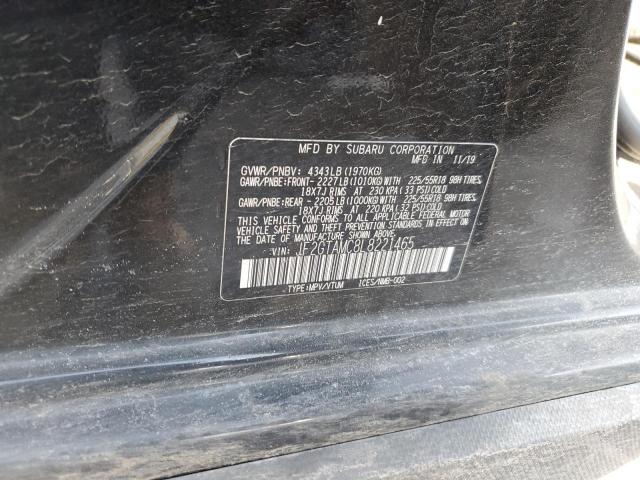 MFD BY SUBARU CORPORATION
MFD IN 11/19
GVWR/PNBV: 4343LB(1970KG)
GAWR/PNBE:FRONT- 2227LB(1010KG)WITH 225/55R18 98H TIRES
18X7J RIMS AT 230 KPA(33 PSI)COLD
GAWR/PNBE:REAR - 2205LB(1000KG)WITH 225/55R18 98H TIRES
18X7J RIMS AT 220 KPA(32 PSI)COLD
THIS VEHICLE CONFORMS TO ALL APPLICABLE FEDERAL MOTOR
VEHICLE SAFETY AND THEFT PREVENTION STANDARDS IN
EFFECT ON THE DATE OF MANUFACTURE SHOWN ABOVE.
VIN: JF2GTAMC8L8221465
TYPE:MPV/VTUM ICES/NMB-002